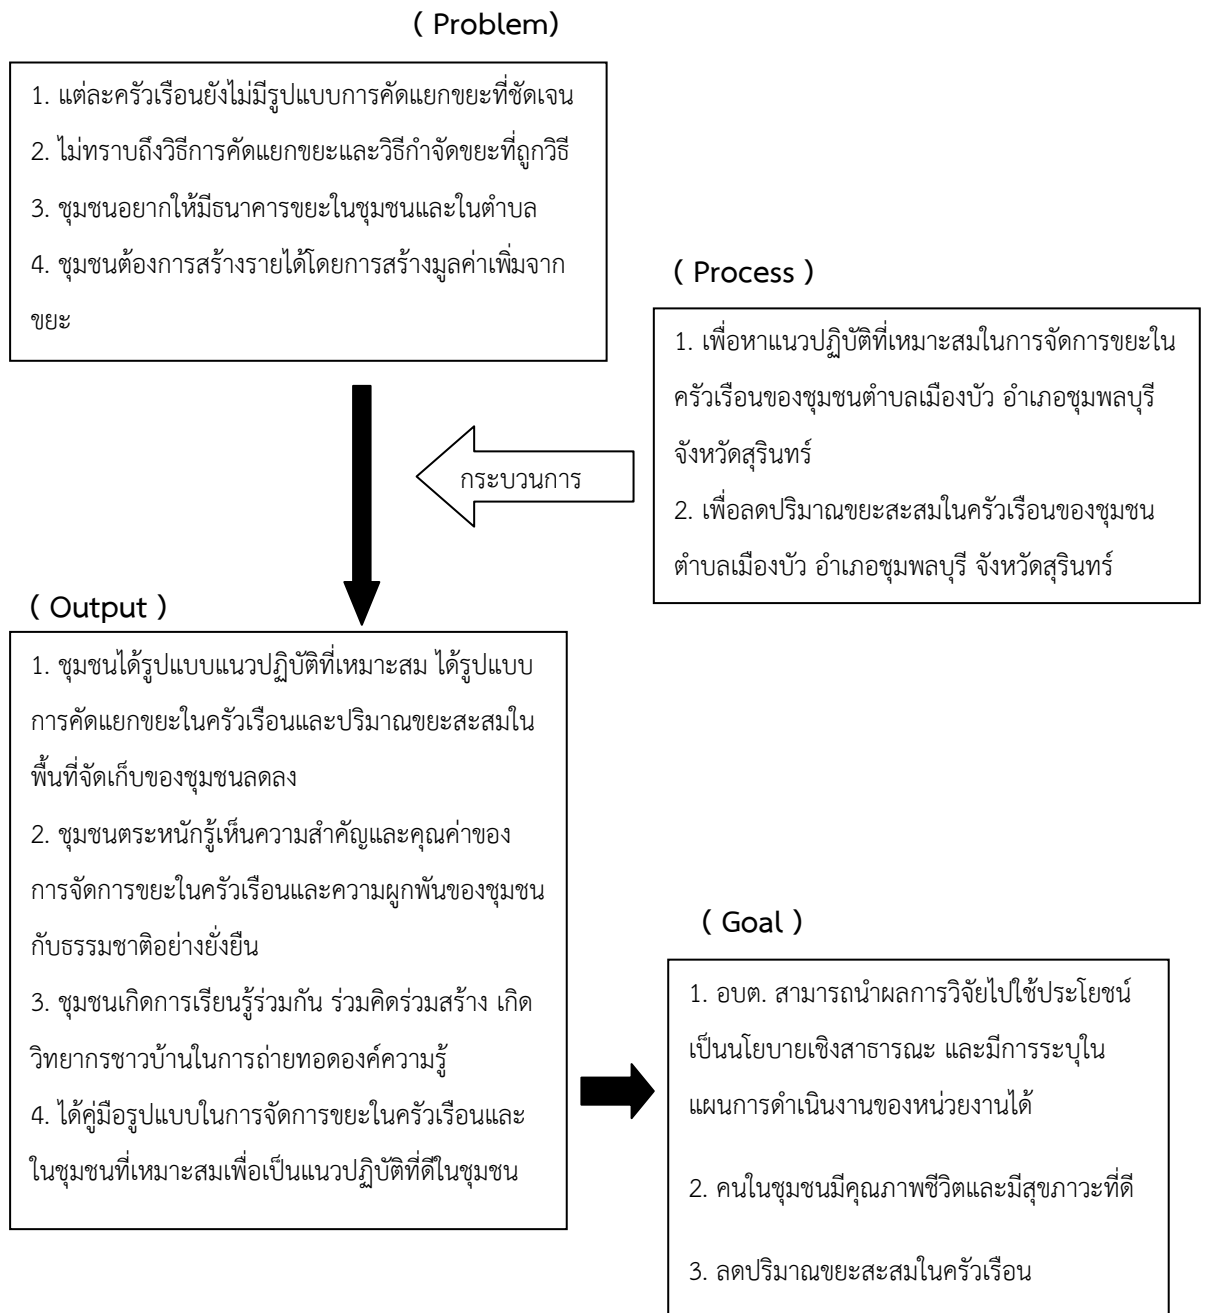 ( Problem)
1. แต่ละครัวเรือนยังไม่มีรูปแบบการคัดแยกขยะที่ชัดเจน
2. ไม่ทราบถึงวิธีการคัดแยกขยะและวิธีกำจัดขยะที่ถูกวิธี
3. ชุมชนอยากให้มีธนาคารขยะในชุมชนและในตำบล
4. ชุมชนต้องการสร้างรายได้โดยการสร้างมูลค่าเพิ่มจาก
ขยะ
( Process )
1. เพื่อหาแนวปฏิบัติที่เหมาะสมในการจัดการขยะใน
ครัวเรือนของชุมชนตำบลเมืองบัว อำเภอชุมพลบุรี
จังหวัดสุรินทร์
2. เพื่อลดปริมาณขยะสะสมในครัวเรือนของชุมชน
ตำบลเมืองบัว อำเภอชุมพลบุรี จังหวัดสุรินทร์
กระบวนการ
( Output )
1. ชุมชนได้รูปแบบแนวปฏิบัติที่เหมาะสม ได้รูปแบบ
การคัดแยกขยะในครัวเรือนและปริมาณขยะสะสมใน
พื้นที่จัดเก็บของชุมชนลดลง
2. ชุมชนตระหนักรู้เห็นความสำคัญและคุณค่าของ
การจัดการขยะในครัวเรือนและความผูกพันของชุมชน
กับธรรมชาติอย่างยั่งยืน
3. ชุมชนเกิดการเรียนรู้ร่วมกัน ร่วมคิดร่วมสร้าง เกิด
วิทยากรชาวบ้านในการถ่ายทอดองค์ความรู้
4. ได้คู่มือรูปแบบในการจัดการขยะในครัวเรือนและ
ในชุมชนที่เหมาะสมเพื่อเป็นแนวปฏิบัติที่ดีในชุมชน
( Goal )
1. อบต. สามารถนำผลการวิจัยไปใช้ประโยชน์
เป็นนโยบายเชิงสาธารณะ และมีการระบุใน
แผนการดำเนินงานของหน่วยงานได้
2. คนในชุมชนมีคุณภาพชีวิตและมีสุขภาวะที่ดี
3. ลดปริมาณขยะสะสมในครัวเรือน